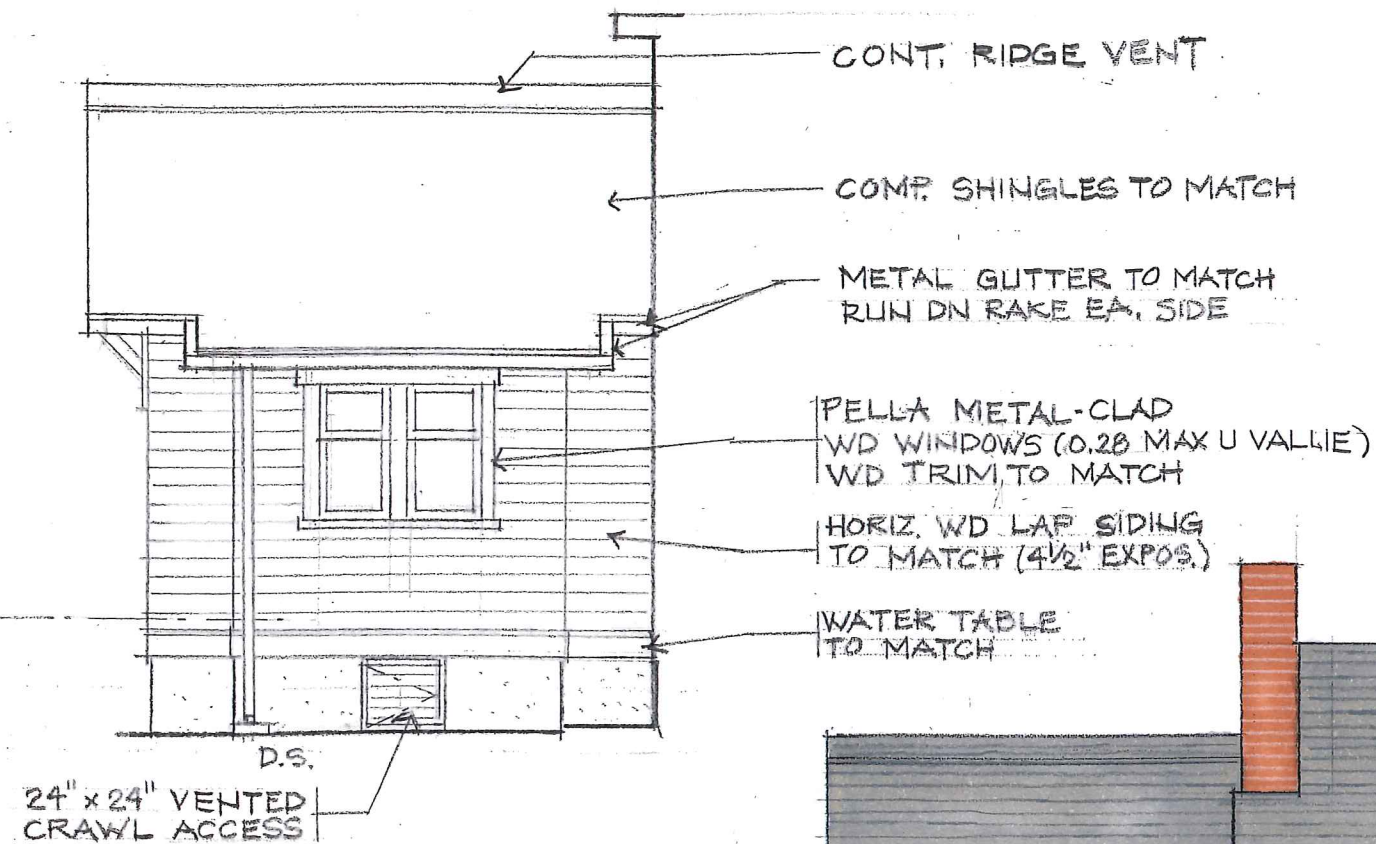 CONT. RIDGE VENT
COMP. SHINGLES TO MATCH
METAL GUTTER TO MATCH
RUN DN RAKE EA. SIDE
PELLA METAL-CLAD
WD WINDOWS (0.28 MAX U VALUE)
WD TRIM TO MATCH
HORIZ. WD LAP SIDING
TO MATCH (4½" EXPOS.)
WATER TABLE
TO MATCH
D.S.
24" x 24" VENTED
CRAWL ACCESS